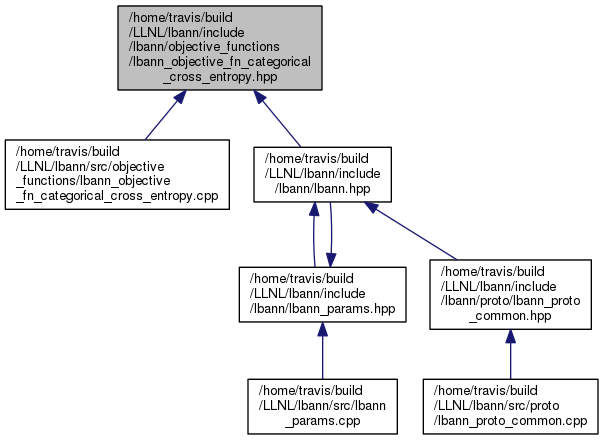 /home/travis/build
/LLNL/lbann/include
/lbann/objective_functions
/lbann_objective_fn_categorical
_cross_entropy.hpp
/home/travis/build
/LLNL/lbann/src/objective
_functions/lbann_objective
_fn_categorical_cross_entropy.cpp
/home/travis/build
/LLNL/lbann/include
/lbann/lbann.hpp
/home/travis/build
/LLNL/lbann/include
/lbann/lbann_params.hpp
/home/travis/build
/LLNL/lbann/include
/lbann/proto/lbann_proto
_common.hpp
/home/travis/build
/LLNL/lbann/src/lbann
_params.cpp
/home/travis/build
/LLNL/lbann/src/proto
/lbann_proto_common.cpp